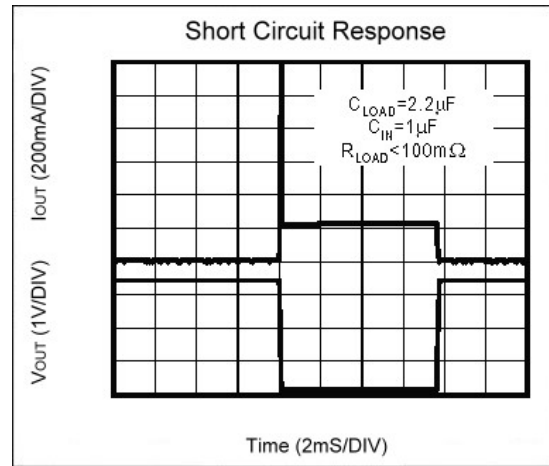 Short Circuit Response
IOUT (200mA/DIV)
CLOAD=2.2µF
CIN=1µF
RLOAD<100mΩ
VOUT (1V/DIV)
Time (2mS/DIV)